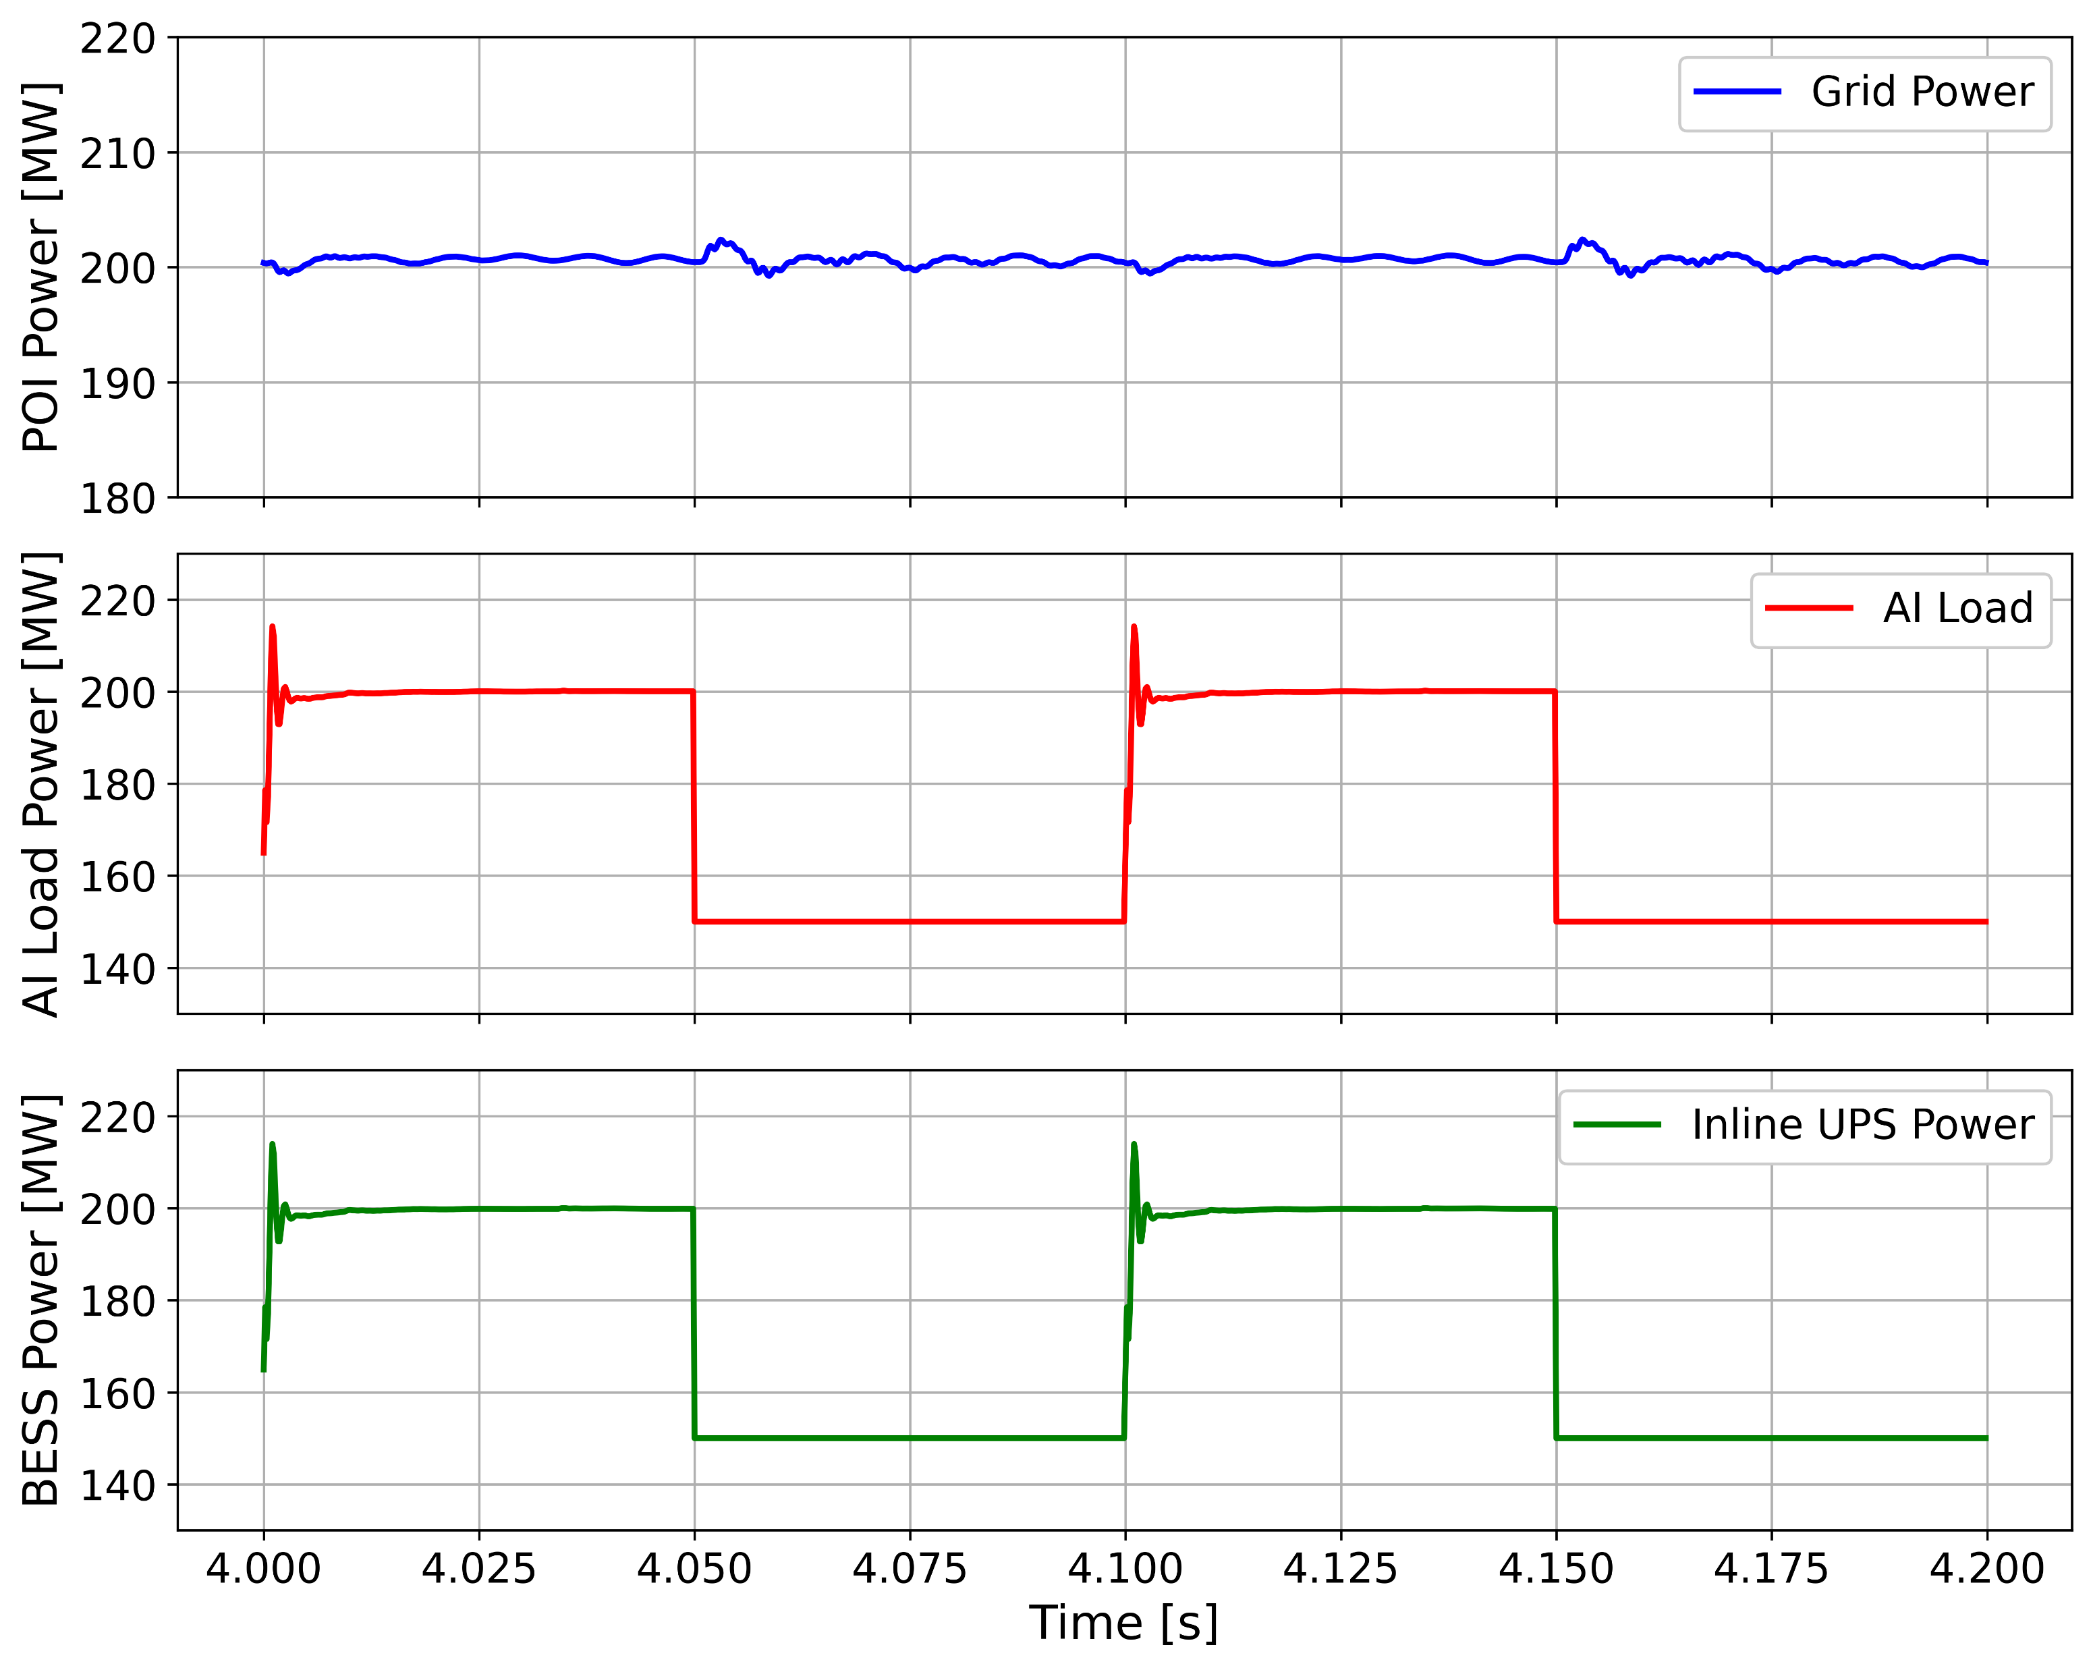 POI Power [MW]
220
210
200
190
180
Grid Power
AI Load Power [MW]
220
200
180
160
140
AI Load
BESS Power [MW]
220
200
180
160
140
Inline UPS Power
4.000 4.025 4.050 4.075 4.100 4.125 4.150 4.175 4.200
Time [s]